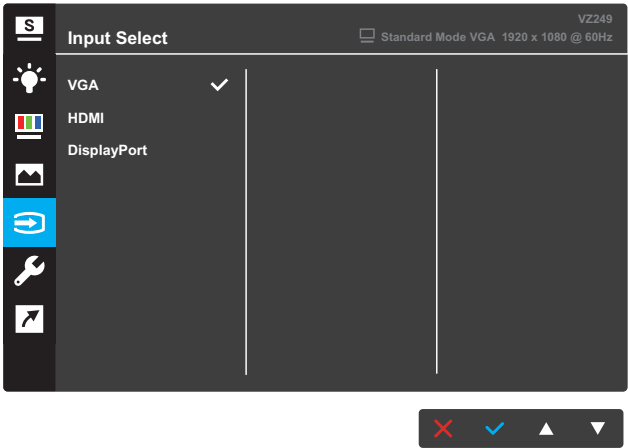 S
VZ249
Input Select
Standard Mode VGA 1920 x 1080 @ 60Hz
VGA
HDMI
DisplayPort